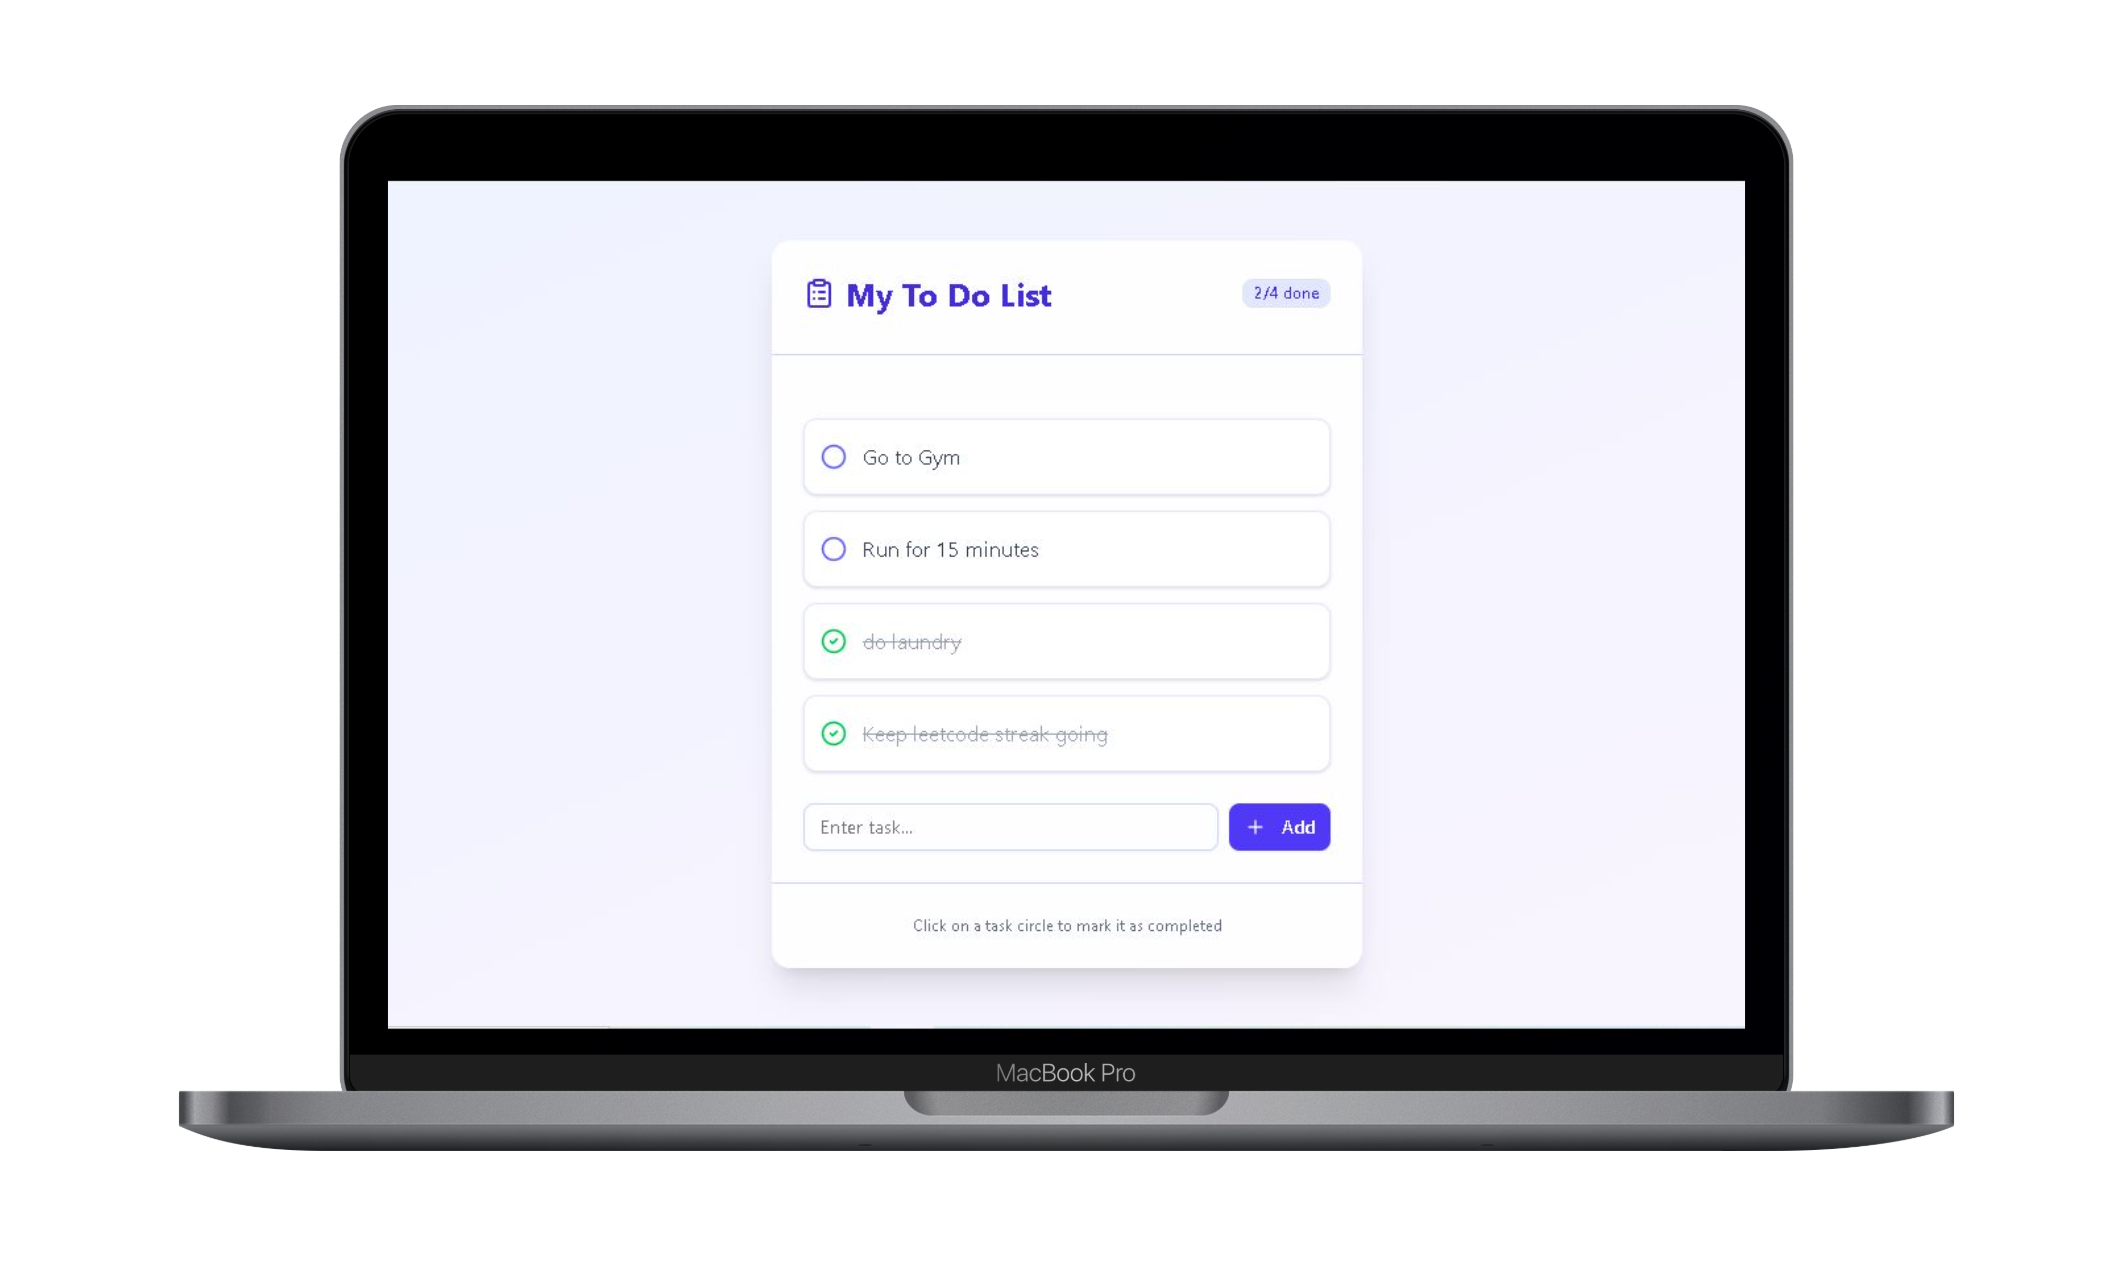 My To Do List
2/4 done
Go to Gym
Run for 15 minutes
do laundry
Keep leetcode streak going
Enter task...
+ Add
Click on a task circle to mark it as completed
MacBook Pro